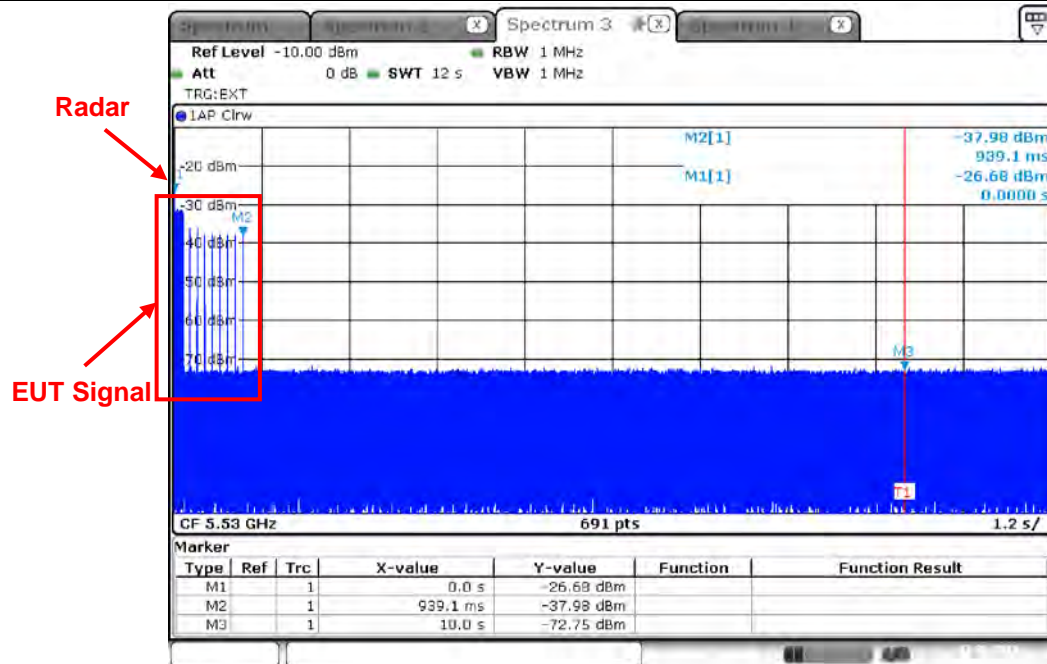 Spectrum 3
Ref Level -10.00 dBm RBW 1 MHz
Att 0 dB SWT 12 s VBW 1 MHz
TRG:EXT
1AP Clrw
Radar
M2[1] -37.98 dBm
939.1 ms
-20 dBm
M1[1] -26.68 dBm
0.0000 s
1
-30 dBm
M2
-40 dBm
-50 dBm
-60 dBm
-70 dBm
M3
EUT Signal
T1
CF 5.53 GHz 691 pts 1.2 s/
Marker
Type Ref Trc X-value Y-value Function Function Result
M1 1 0.0 s -26.68 dBm
M2 1 939.1 ms -37.98 dBm
M3 1 10.0 s -72.75 dBm